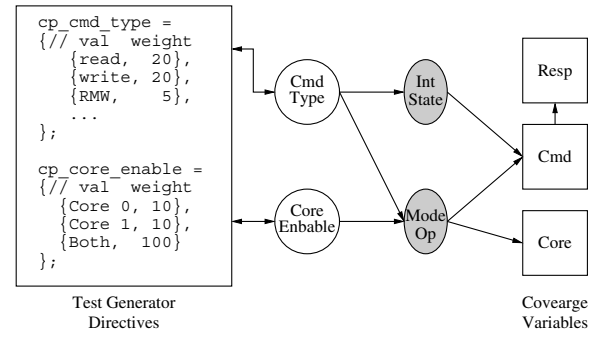 cp_cmd_type =
{// val weight
{read, 20},
{write, 20},
{RMW, 5},
...
};
cp_core_enable =
{// val weight
{Core 0, 10},
{Core 1, 10},
{Both, 100}
};
Test Generator
Directives
Cmd
Type
Core
Enbable
Int
State
Mode
Op
Resp
Cmd
Core
Covearge
Variables